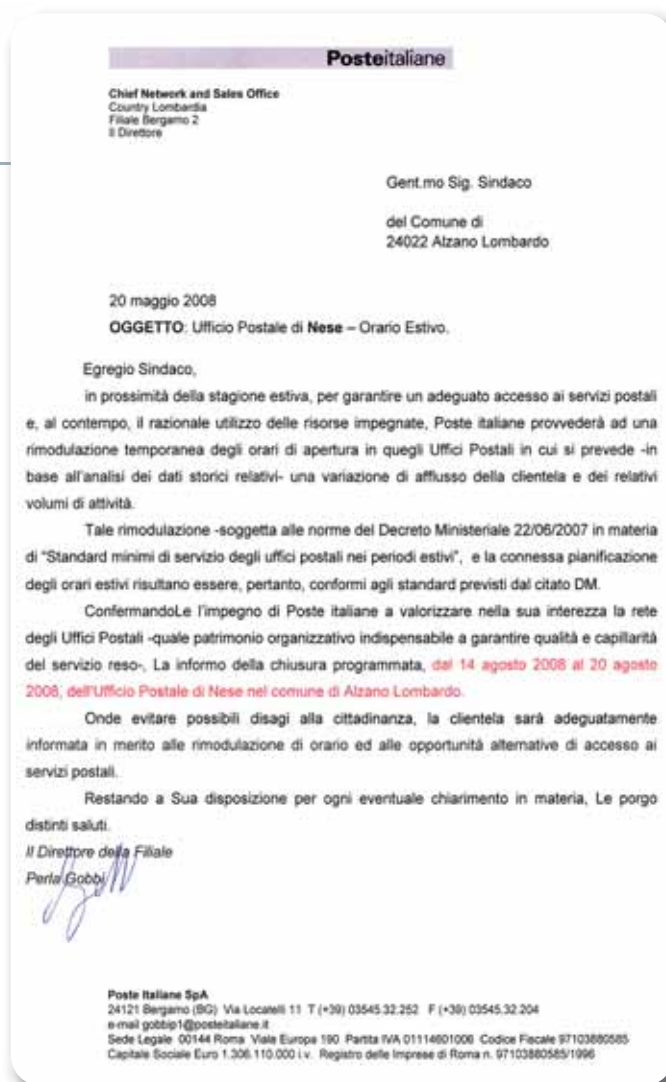 Posteitaliane
Chief Network and Sales Office
Country Lombardia
Filiale Bergamo 2
Il Direttore
Gent.mo Sig. Sindaco
del Comune di
24022 Alzano Lombardo
20 maggio 2008
OGGETTO: Ufficio Postale di Nese – Orario Estivo.
Egregio Sindaco,
in prossimità della stagione estiva, per garantire un adeguato accesso ai servizi postali
e, al contempo, il razionale utilizzo delle risorse impegnate, Poste italiane provvederà ad una
rimodulazione temporanea degli orari di apertura in quegli Uffici Postali in cui si prevede -in
base all'analisi dei dati storici relativi- una variazione di afflusso della clientela e dei relativi
volumi di attività.
Tale rimodulazione -soggetta alle norme del Decreto Ministeriale 22/06/2007 in materia
di "Standard minimi di servizio degli uffici postali nei periodi estivi", e la connessa pianificazione
degli orari estivi risultano essere, pertanto, conformi agli standard previsti dal citato DM.
ConfermandoLe l'impegno di Poste italiane a valorizzare nella sua interezza la rete
degli Uffici Postali -quale patrimonio organizzativo indispensabile a garantire qualità e capillarità
del servizio reso-, La informo della chiusura programmata, dal 14 agosto 2008 al 20 agosto
2008, dell'Ufficio Postale di Nese nel comune di Alzano Lombardo.
Onde evitare possibili disagi alla cittadinanza, la clientela sarà adeguatamente
informata in merito alle rimodulazione di orario ed alle opportunità alternative di accesso ai
servizi postali.
Restando a Sua disposizione per ogni eventuale chiarimento in materia, Le porgo
distinti saluti.
Il Direttore della Filiale
Perla Gobbi
Poste Italiane SpA
24121 Bergamo (BG) Via Locatelli 11 T (+39) 03545.32.252 F (+39) 03545.32.204
e-mail gobbip1@posteitaliane.it
Sede Legale 00144 Roma Viale Europa 190 Partita IVA 01114601006 Codice Fiscale 97103880585
Capitale Sociale Euro 1.306.110.000 i.v. Registro delle Imprese di Roma n. 97103880585/1996